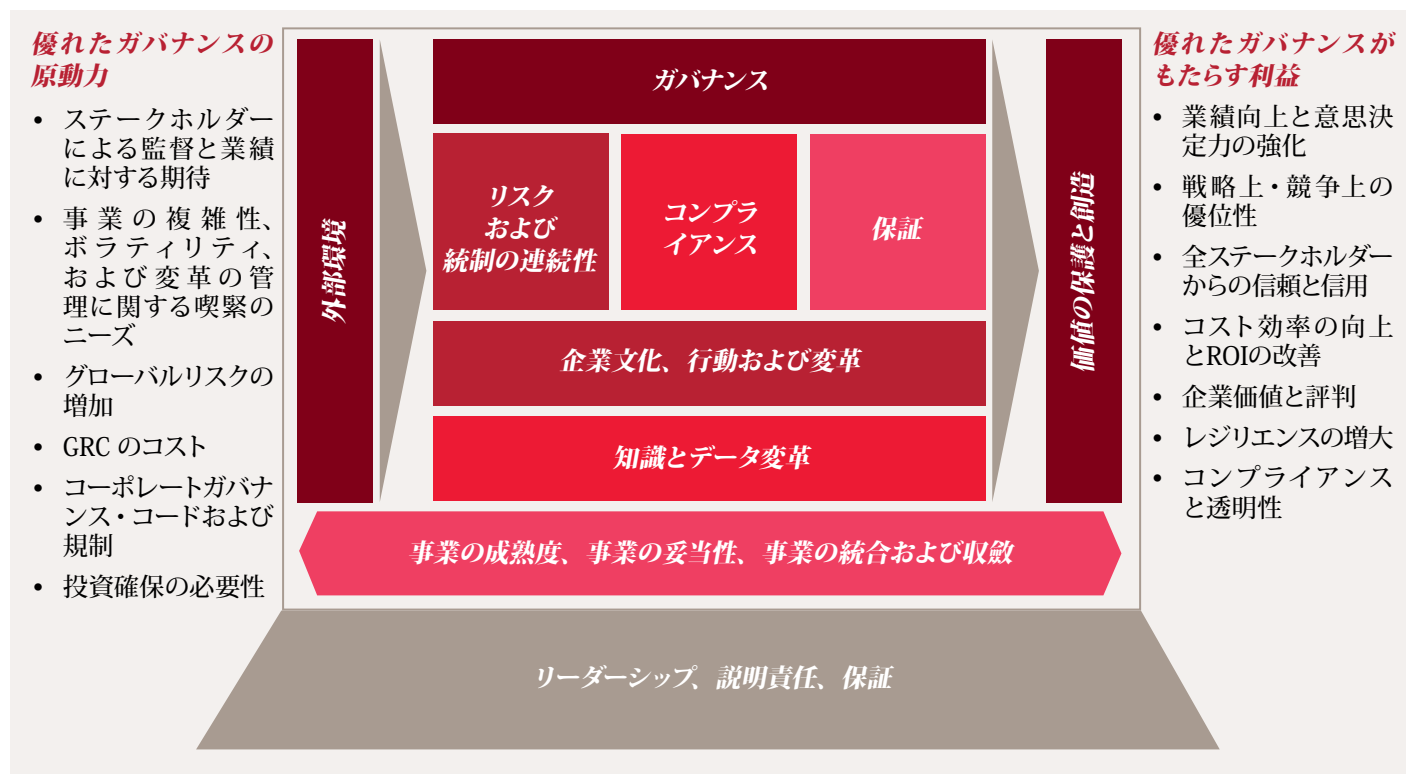 優れたガバナンスの
原動力
• ステークホルダー
による監督と業績
に対する期待
• 事業の複雑性、
ボラティリティ、
および変革の管
理に関する喫緊の
ニーズ
• グローバルリスクの
増加
• GRC のコスト
• コーポレートガバナ
ンス・コードおよび
規制
• 投資確保の必要性
外部環境
ガバナンス
リスク
および
統制の連続性
コンプラ
イアンス
保証
企業文化、行動および変革
知識とデータ変革
価値の保護と創造
事業の成熟度、事業の妥当性、事業の統合および収斂
リーダーシップ、説明責任、保証
優れたガバナンスが
もたらす利益
• 業績向上と意思決
定力の強化
• 戦略上・競争上の
優位性
• 全ステークホルダー
からの信頼と信用
• コスト効率の向上
とROIの改善
• 企業価値と評判
• レジリエンスの増大
• コンプライアンス
と透明性